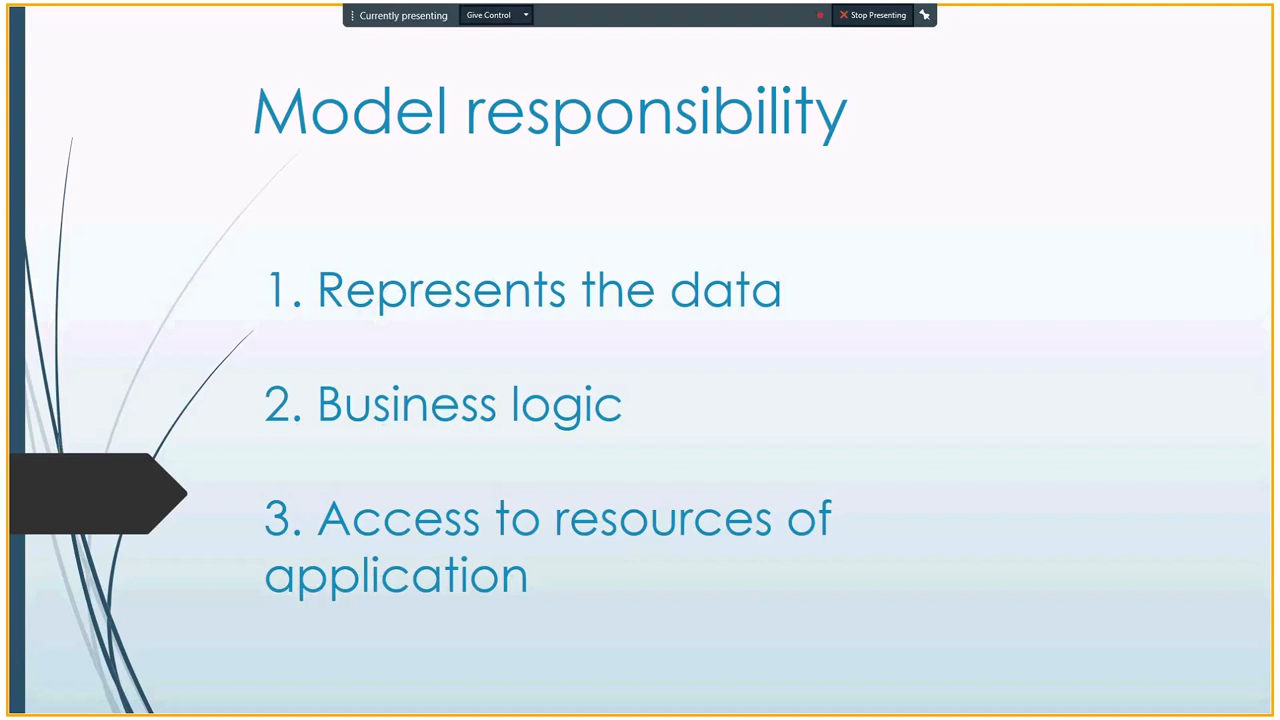 Currently presenting Give Control Stop Presenting
Model responsibility
1. Represents the data
2. Business logic
3. Access to resources of
application